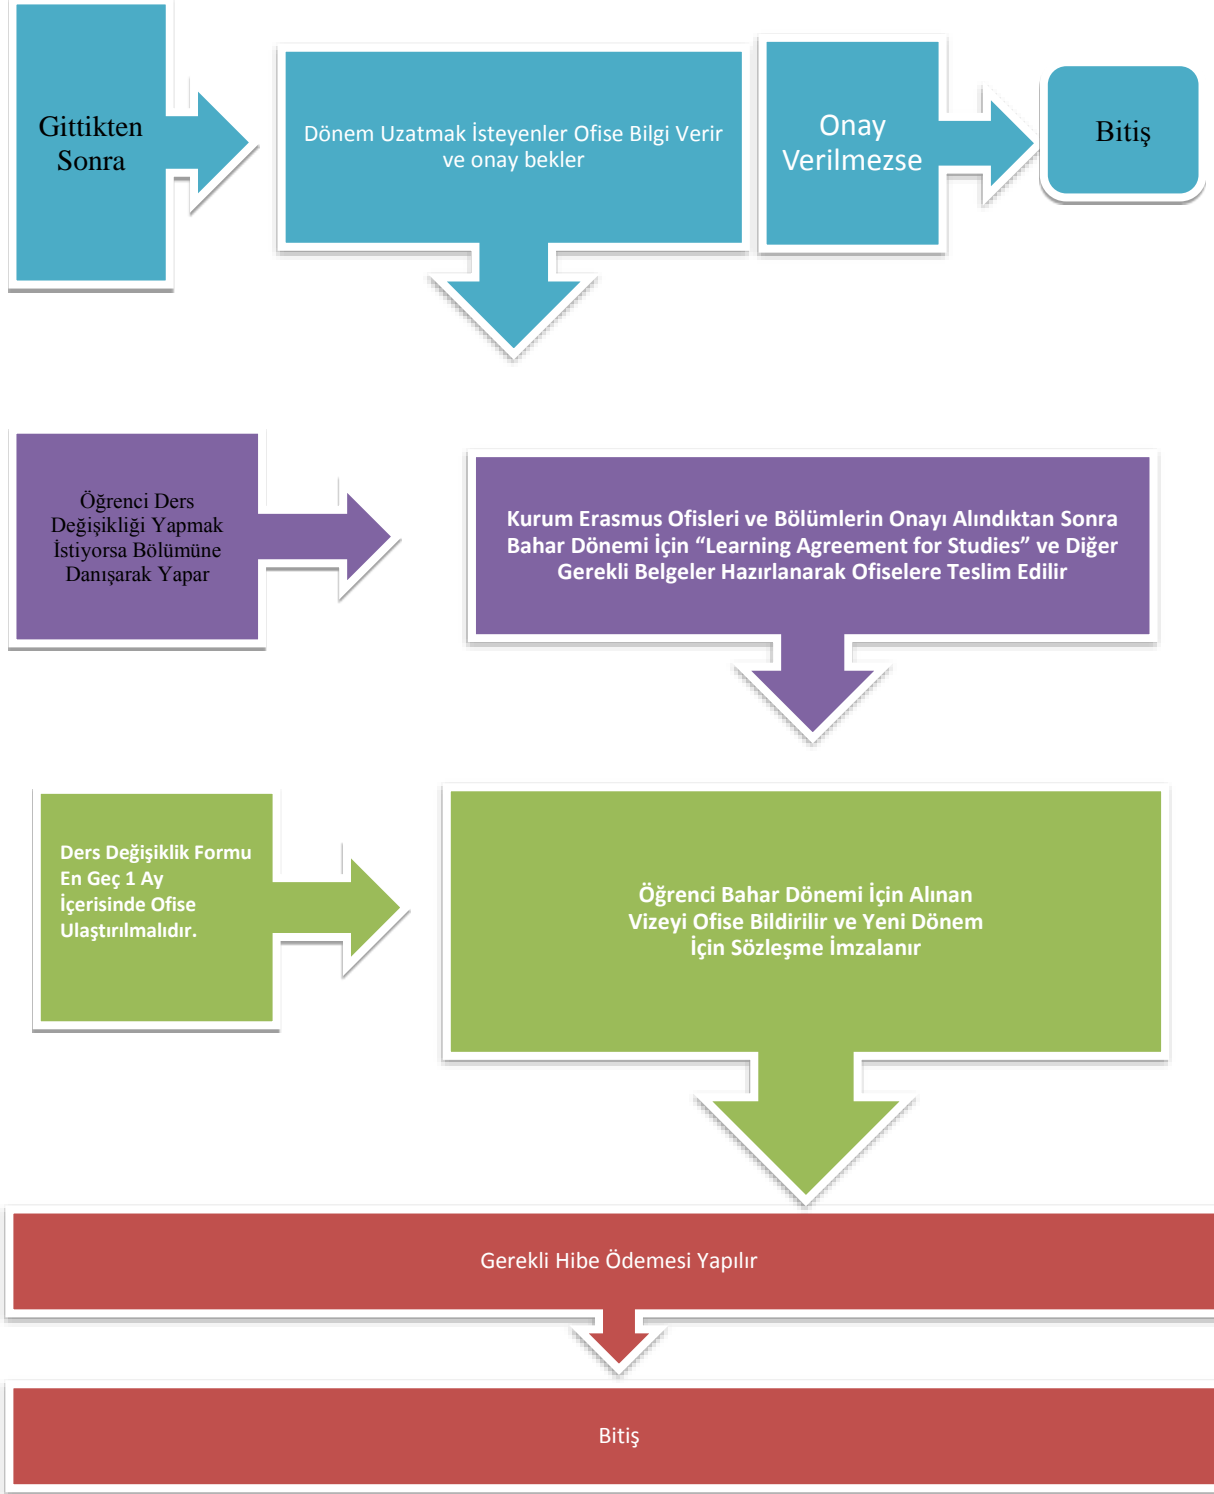 Gittikten
Sonra
Dönem Uzatmak İsteyenler Ofise Bilgi Verir
ve onay bekler
Onay
Verilmezse
Bitiş
Öğrenci Ders
Değişikliği Yapmak
İstiyorsa Bölümüne
Danışarak Yapar
Kurum Erasmus Ofisleri ve Bölümlerin Onayı Alındıktan Sonra
Bahar Dönemi İçin “Learning Agreement for Studies” ve Diğer
Gerekli Belgeler Hazırlanarak Ofiselere Teslim Edilir
Ders Değişiklik Formu
En Geç 1 Ay
İçerisinde Ofise
Ulaştırılmalıdır.
Öğrenci Bahar Dönemi İçin Alınan
Vizeyi Ofise Bildirilir ve Yeni Dönem
İçin Sözleşme İmzalanır
Gerekli Hibe Ödemesi Yapılır
Bitiş